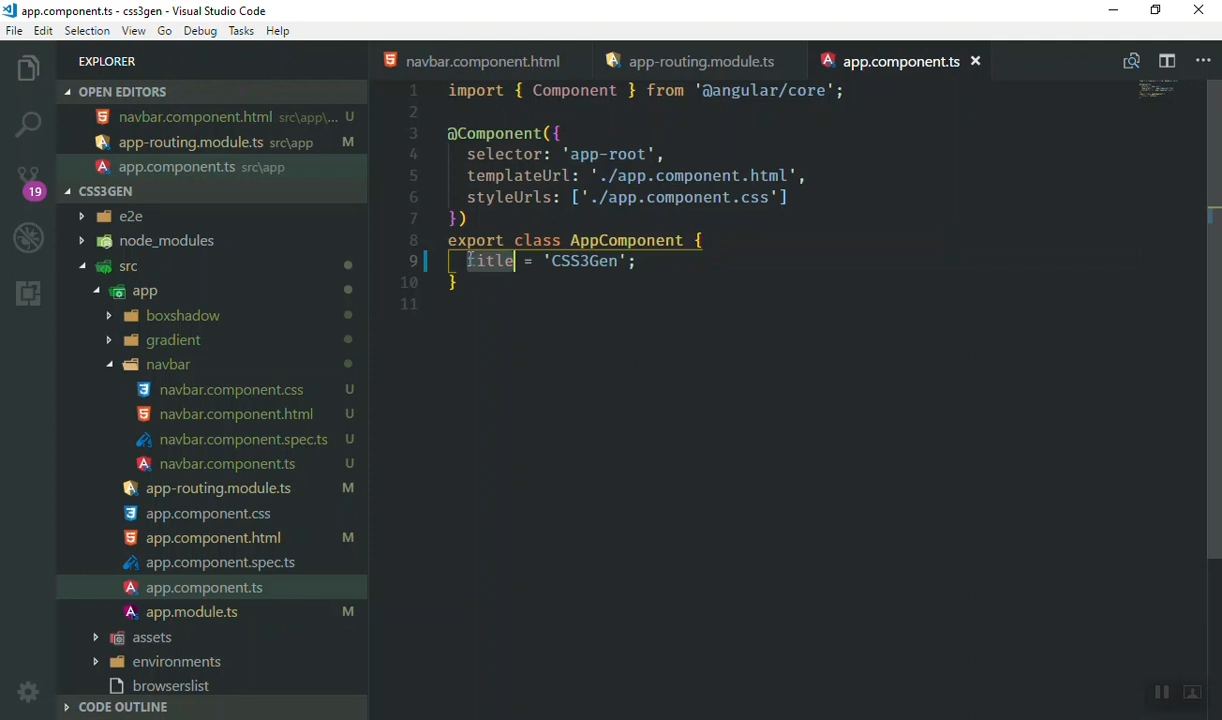 app.component.ts - css3gen - Visual Studio Code
File Edit Selection View Go Debug Tasks Help
EXPLORER
navbar.component.html app-routing.module.ts app.component.ts
OPEN EDITORS
navbar.component.html src\app\... U
app-routing.module.ts src\app M
app.component.ts src\app
19
CSS3GEN
e2e
node_modules
src
app
boxshadow
gradient
navbar
navbar.component.css U
navbar.component.html U
navbar.component.spec.ts U
navbar.component.ts U
app-routing.module.ts M
app.component.css
app.component.html M
app.component.spec.ts
app.component.ts
app.module.ts M
assets
environments
browserslist
CODE OUTLINE
1 import { Component } from '@angular/core';
2
3 @Component({
4 selector: 'app-root',
5 templateUrl: './app.component.html',
6 styleUrls: ['./app.component.css']
7 })
8 export class AppComponent {
9 title = 'CSS3Gen';
10 }
11